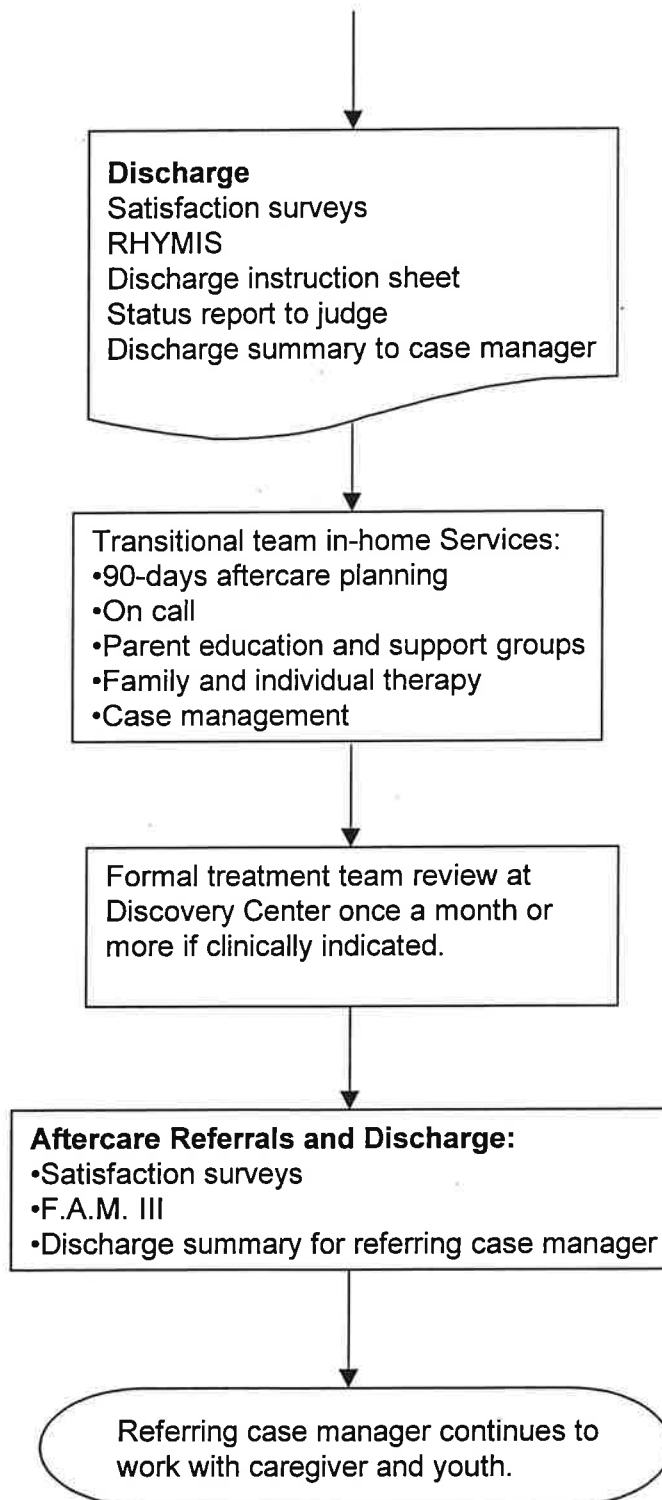 Discharge
Satisfaction surveys
RHYMIS
Discharge instruction sheet
Status report to judge
Discharge summary to case manager
Transitional team in-home Services:
•90-days aftercare planning
•On call
•Parent education and support groups
•Family and individual therapy
•Case management
Formal treatment team review at
Discovery Center once a month or
more if clinically indicated.
Aftercare Referrals and Discharge:
•Satisfaction surveys
•F.A.M. III
•Discharge summary for referring case manager
Referring case manager continues to
work with caregiver and youth.